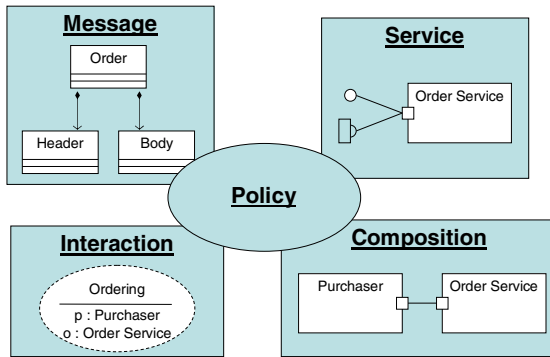 Message
Order
Header
Body
Service
Order Service
Policy
Interaction
Ordering
p : Purchaser
o : Order Service
Composition
Purchaser
Order Service